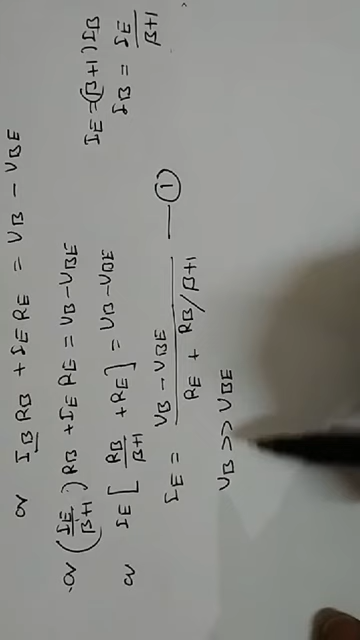 or I_B R_B + I_E R_E = V_B - V_BE
or (I_E/β+1) R_B + I_E R_E = V_B - V_BE
or I_E [R_B/β+1 + R_E] = V_B - V_BE
I_E = (β+1) I_B
I_B = I_E/β+1
I_E = V_B - V_BE / R_E + R_B/β+1 — ①
V_B >> V_BE